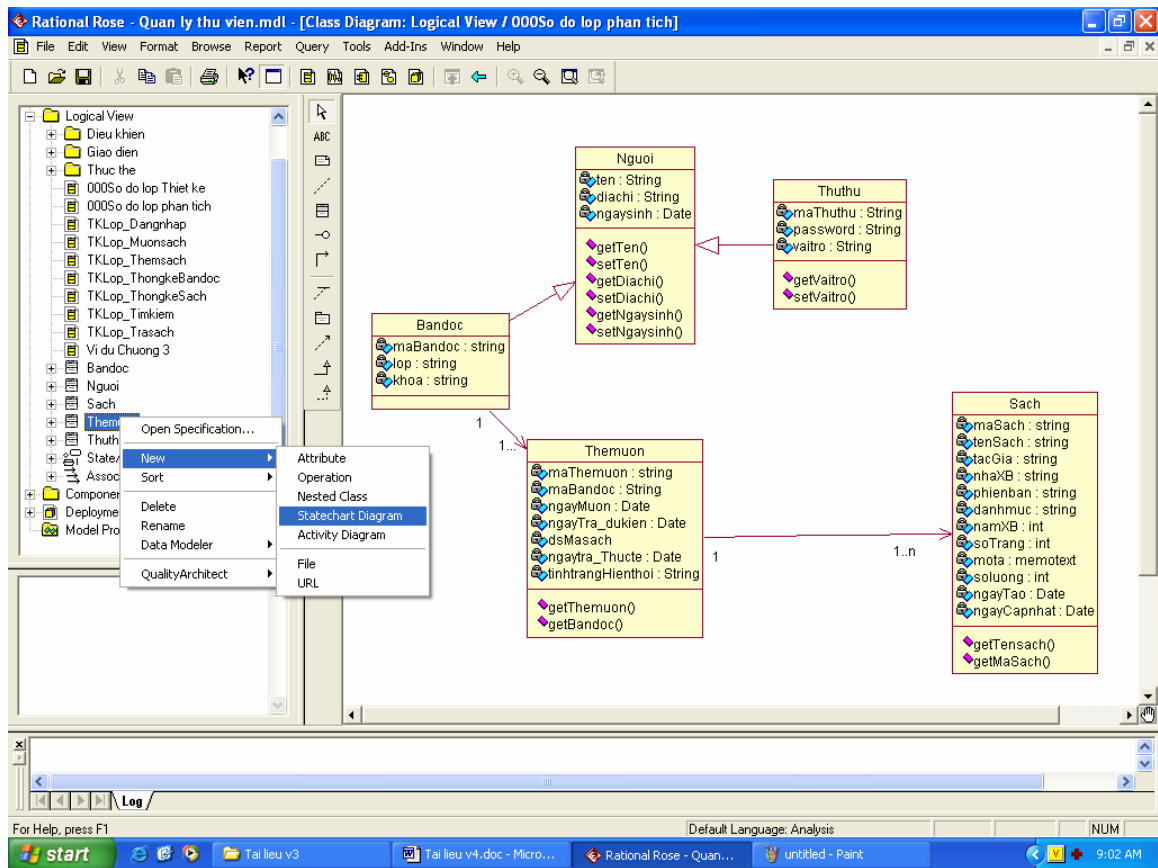 Rational Rose - Quan ly thu vien.mdl - [Class Diagram: Logical View / 000So do lop phan tich]
File Edit View Format Browse Report Query Tools Add-Ins Window Help
Logical View
Dieu khien
Giao dien
Thuc the
000So do lop Thiet ke
000So do lop phan tich
TKLop_Dangnhap
TKLop_Muonsach
TKLop_Themsach
TKLop_ThongkeBandoc
TKLop_ThongkeSach
TKLop_Timkiem
TKLop_Trasach
Vi du Chuong 3
Bandoc
Nguoi
Sach
Themu
Thuth
State/
Assoc
Componer
Deployme
Model Pro
Open Specification...
New
Sort
Delete
Rename
Data Modeler
QualityArchitect
Attribute
Operation
Nested Class
Statechart Diagram
Activity Diagram
File
URL
ABC
Nguoi
ten : String
diachi : String
ngaysinh : Date
getTen()
setTen()
getDiachi()
setDiachi()
getNgaysinh()
setNgaysinh()
Thuthu
maThuthu : String
password : String
vaitro : String
getVaitro()
setVaitro()
Bandoc
maBandoc : string
lop : string
khoa : string
1
1...
Themuon
maThemuon : string
maBandoc : String
ngayMuon : Date
ngayTra_dukien : Date
dsMasach
ngaytra_Thucte : Date
tinhtrangHienthoi : String
getThemuon()
getBandoc()
1
1..n
Sach
maSach : string
tenSach : string
tacGia : string
nhaXB : string
phienban : string
danhmuc : string
namXB : int
soTrang : int
mota : memotext
soluong : int
ngayTao : Date
ngayCapnhat : Date
getTensach()
getMaSach()
Log
For Help, press F1
Default Language: Analysis
NUM
start
Tai lieu v3
Tai lieu v4.doc - Micro...
Rational Rose - Quan...
untitled - Paint
9:02 AM